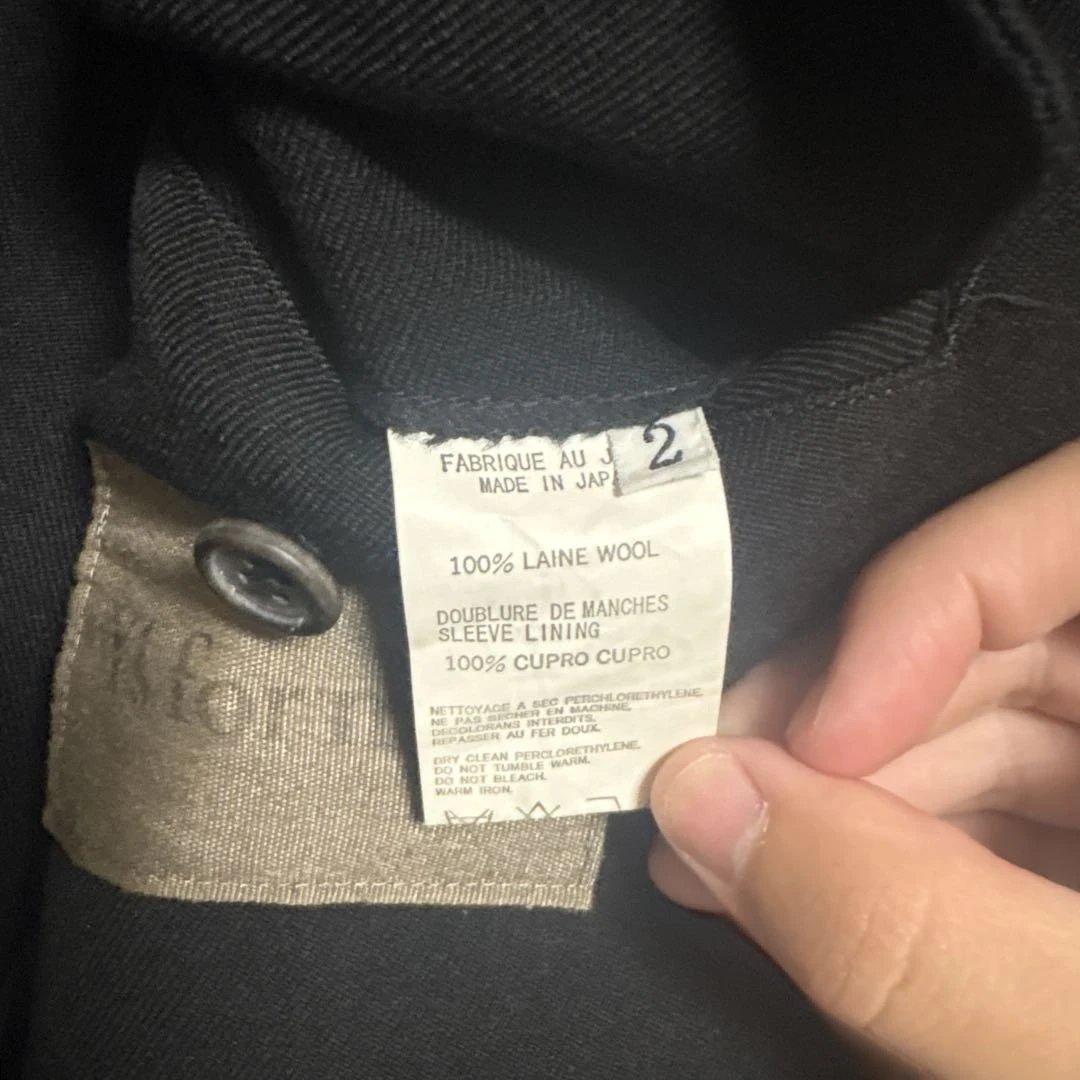 2
FABRIQUE AU J
MADE IN JAPA
100% LAINE WOOL
DOUBLURE DE MANCHES
SLEEVE LINING
100% CUPRO CUPRO
NETTOYAGE A SEC PERCHLORETHYLENE.
NE PAS SECHER EN MACHINE.
DECOLORANS INTERDITS.
REPASSER AU FER DOUX.
DRY CLEAN PERCLORETHYLENE.
DO NOT TUMBLE WARM.
DO NOT BLEACH.
WARM IRON.